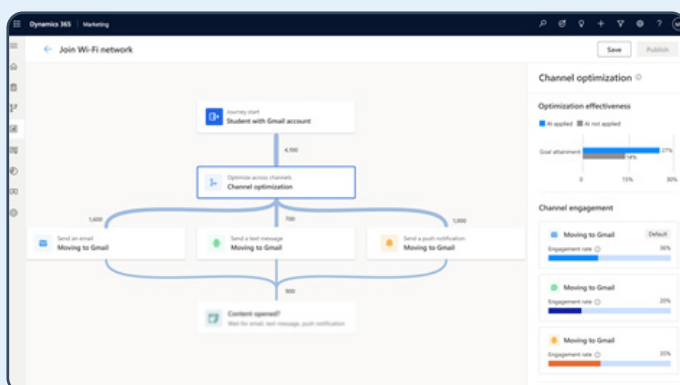 Dynamics 365 | Marketing
Join Wi-Fi network
Save
Publish
Journey start
Student with Gmail account
4,100
Optimize across channels
Channel optimization
1,600
700
1,000
Send an email
Moving to Gmail
Send a text message
Moving to Gmail
Send a push notification
Moving to Gmail
900
Content opened?
Wait for email, text message, push notification
Channel optimization
Optimization effectiveness
AI applied
AI not applied
Goal attainment
27%
14%
0
15%
30%
Channel engagement
Moving to Gmail
Default
Engagement rate
36%
Moving to Gmail
Engagement rate
20%
Moving to Gmail
Engagement rate
35%